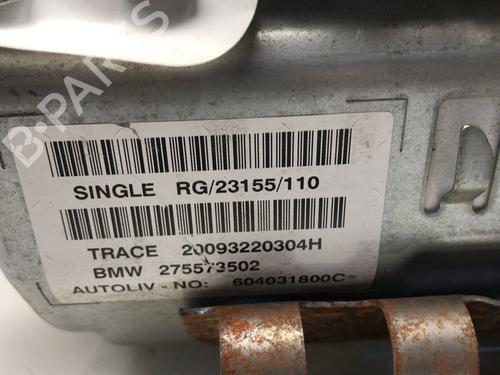 B-PARTS
SINGLE RG/23155/110
TRACE 20093220304H
BMW 275573502
AUTOLIV - NO: 604031800C